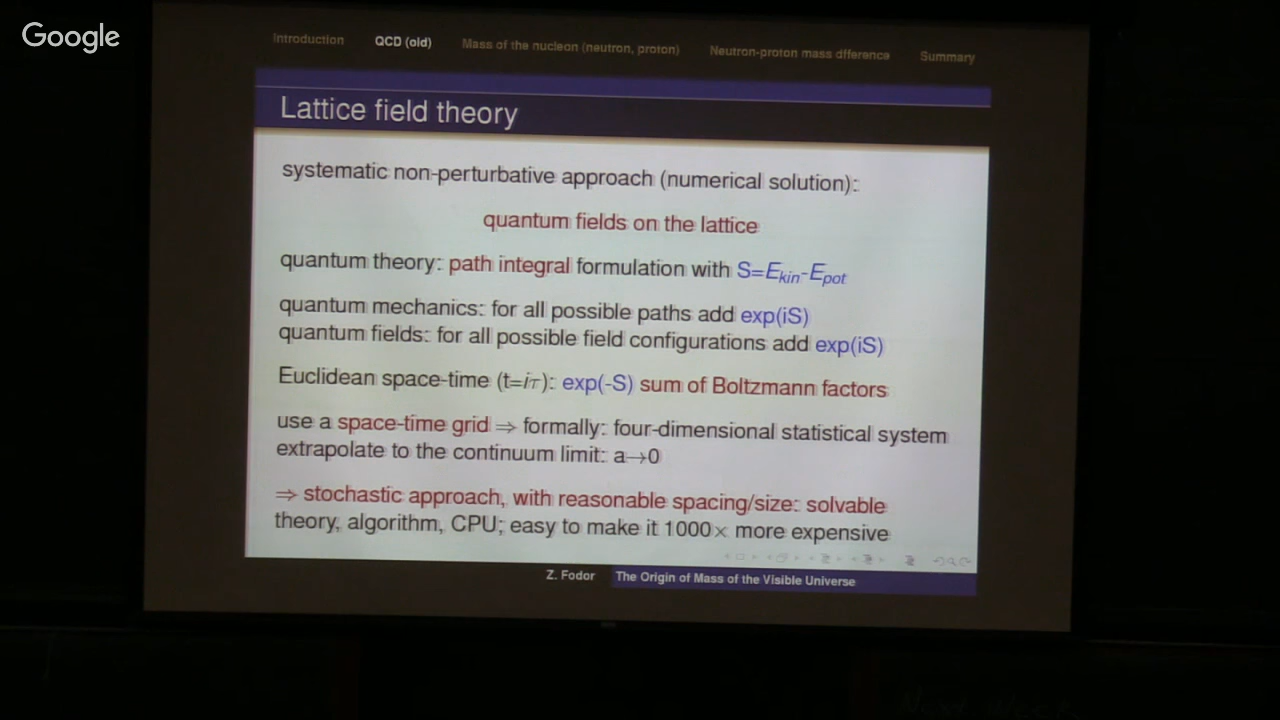 Google
Introduction QCD (old) Mass of the nucleon (neutron, proton) Neutron-proton mass difference Summary
Lattice field theory
systematic non-perturbative approach (numerical solution):
quantum fields on the lattice
quantum theory: path integral formulation with S=Ekin-Epot
quantum mechanics: for all possible paths add exp(iS)
quantum fields: for all possible field configurations add exp(iS)
Euclidean space-time (t=iτ): exp(-S) sum of Boltzmann factors
use a space-time grid ⇒ formally: four-dimensional statistical system
extrapolate to the continuum limit: a→0
⇒ stochastic approach, with reasonable spacing/size: solvable
theory, algorithm, CPU; easy to make it 1000× more expensive
Z. Fodor The Origin of Mass of the Visible Universe